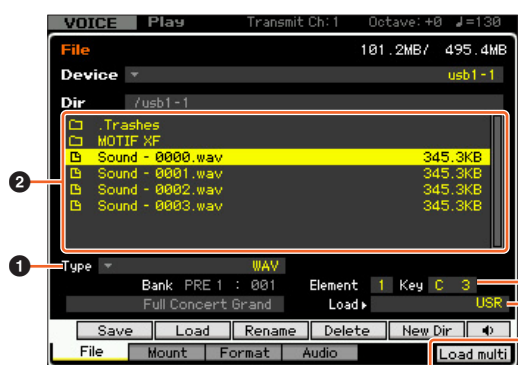 VOICE Play Transmit Ch:1 Octave:+0 ♩=130
File 101.2MB/ 495.4MB
Device usb1-1
Dir /usb1-1
.Trashes
MOTIF XF
Sound - 0000.wav 345.3KB
Sound - 0001.wav 345.3KB
Sound - 0002.wav 345.3KB
Sound - 0003.wav 345.3KB
2
1 Type WAV
Bank PRE 1 : 001 Element 1 Key C 3
Full Concert Grand Load USR
Save Load Rename Delete New Dir
File Mount Format Audio Load multi